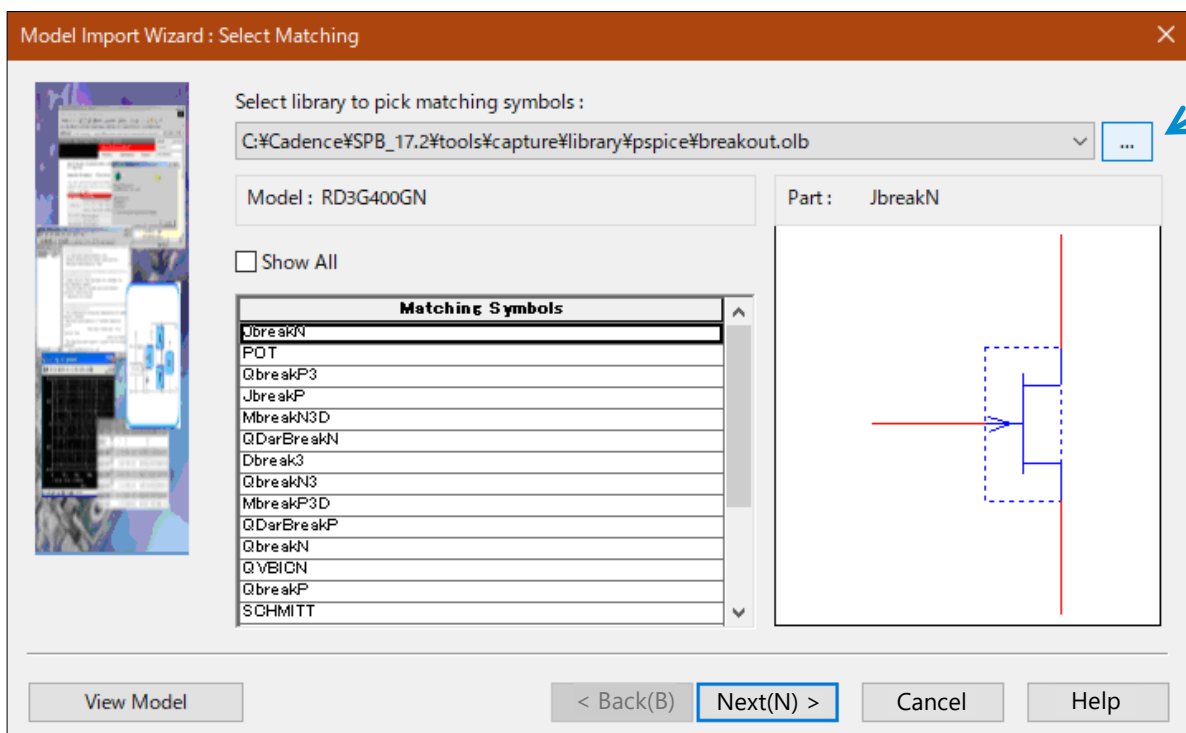 Model Import Wizard : Select Matching
Select library to pick matching symbols :
C:¥Cadence¥SPB_17.2¥tools¥capture¥library¥pspice¥breakout.olb
...
Model : RD3G400GN
Part : JbreakN
Show All
Matching Symbols
JbreakN
POT
QbreakP3
JbreakP
MbreakN3D
QDarBreakN
Dbreak3
QbreakN3
MbreakP3D
QDarBreakP
QbreakN
QVBICN
QbreakP
SCHMITT
View Model
< Back(B)
Next(N) >
Cancel
Help